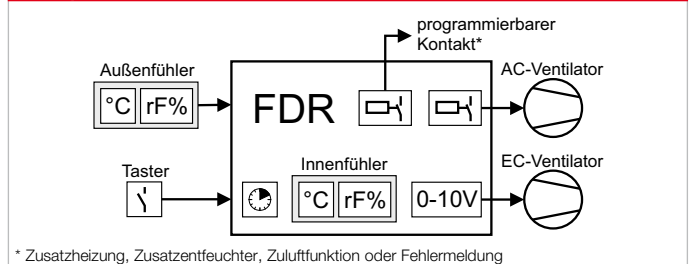 programmierbarer
Kontakt*
Außenfühler
AC-Ventilator
°C rF%
FDR
Taster
Innenfühler
EC-Ventilator
°C rF%
0-10V
* Zusatzheizung, Zusatzentfeuchter, Zuluftfunktion oder Fehlermeldung